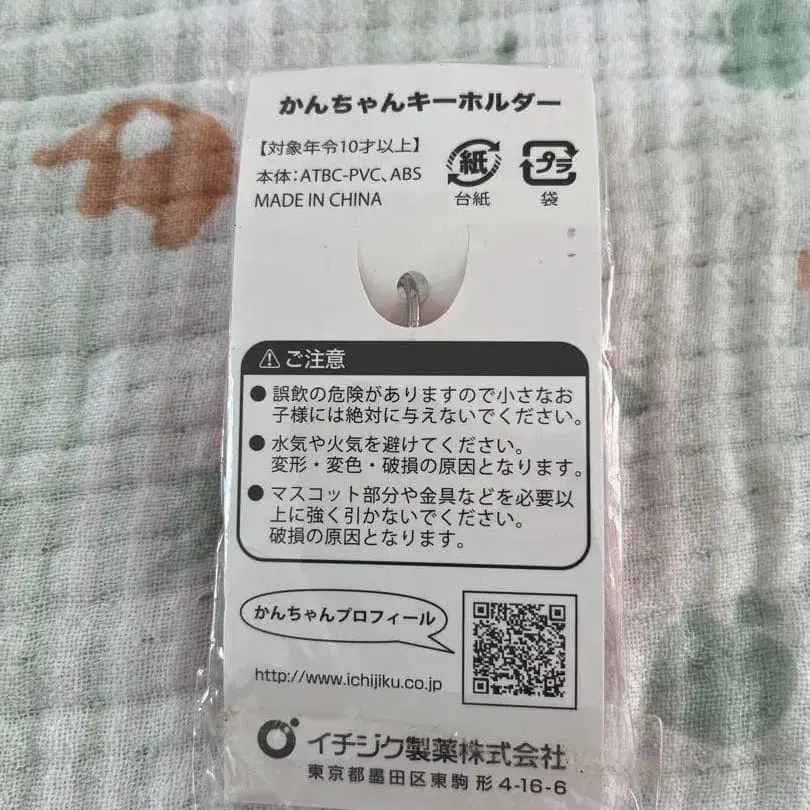 かんちゃんキーホルダー
【対象年令10才以上】
本体：ATBC-PVC、ABS
MADE IN CHINA
紙
台紙
プラ
袋
⚠ご注意
●誤飲の危険がありますので小さなお
子様には絶対に与えないでください。
●水気や火気を避けてください。
変形・変色・破損の原因となります。
●マスコット部分や金具などを必要以
上に強く引かないでください。
破損の原因となります。
かんちゃんプロフィール
http://www.ichijiku.co.jp
イチジク製薬株式会社
東京都墨田区東駒形4-16-6